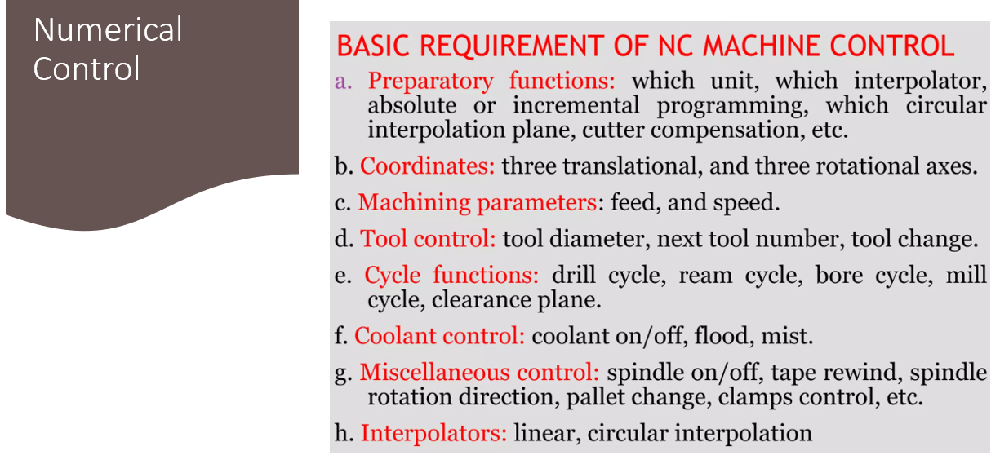 Numerical
Control
BASIC REQUIREMENT OF NC MACHINE CONTROL
a. Preparatory functions: which unit, which interpolator,
absolute or incremental programming, which circular
interpolation plane, cutter compensation, etc.
b. Coordinates: three translational, and three rotational axes.
c. Machining parameters: feed, and speed.
d. Tool control: tool diameter, next tool number, tool change.
e. Cycle functions: drill cycle, ream cycle, bore cycle, mill
cycle, clearance plane.
f. Coolant control: coolant on/off, flood, mist.
g. Miscellaneous control: spindle on/off, tape rewind, spindle
rotation direction, pallet change, clamps control, etc.
h. Interpolators: linear, circular interpolation